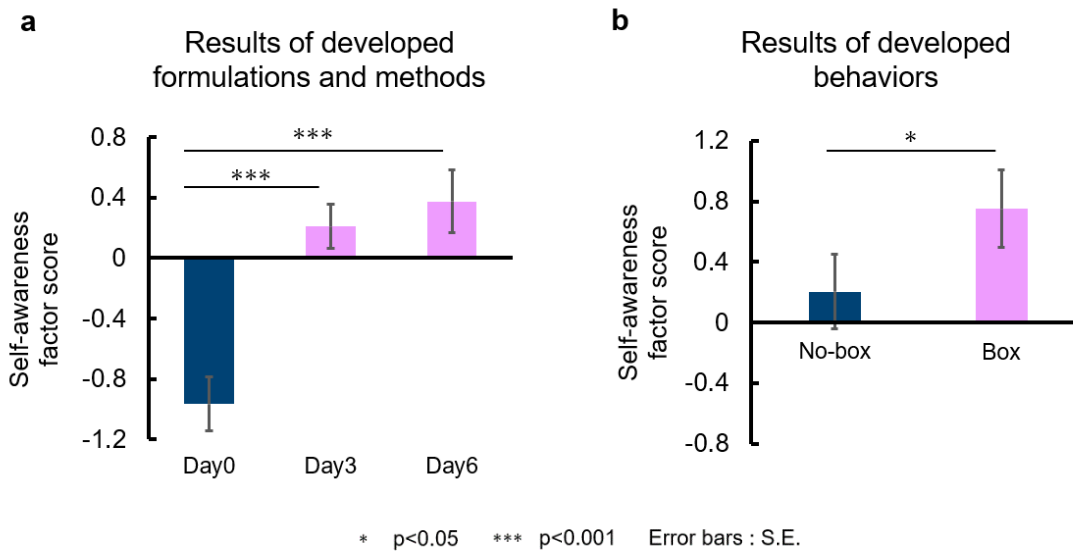 a
Results of developed
formulations and methods
Self-awareness
factor score
0.8
0.4
0
-0.4
-0.8
-1.2
***
***
Day0 Day3 Day6
b
Results of developed
behaviors
Self-awareness
factor score
1.2
0.8
0.4
0
-0.4
-0.8
*
No-box Box
* p<0.05 *** p<0.001 Error bars : S.E.